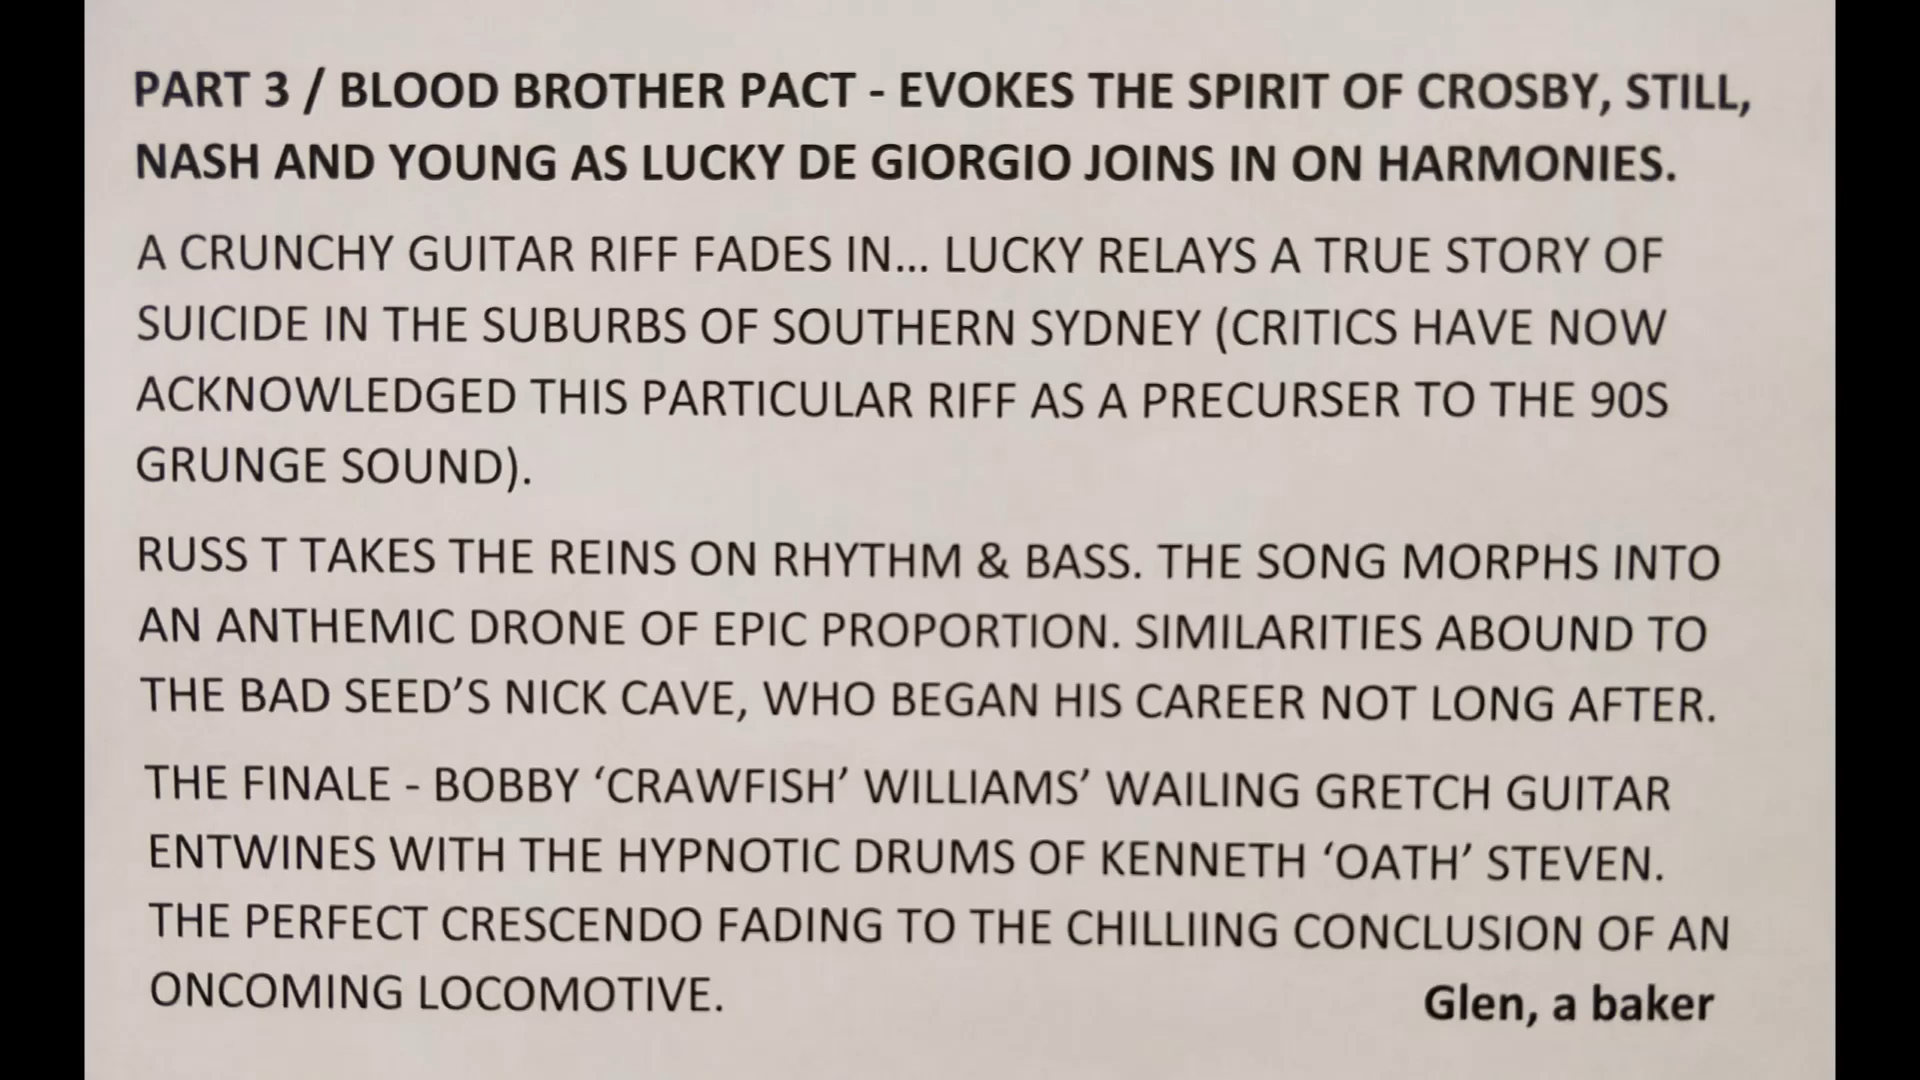 PART 3 / BLOOD BROTHER PACT - EVOKES THE SPIRIT OF CROSBY, STILL,
NASH AND YOUNG AS LUCKY DE GIORGIO JOINS IN ON HARMONIES.
A CRUNCHY GUITAR RIFF FADES IN... LUCKY RELAYS A TRUE STORY OF
SUICIDE IN THE SUBURBS OF SOUTHERN SYDNEY (CRITICS HAVE NOW
ACKNOWLEDGED THIS PARTICULAR RIFF AS A PRECURSER TO THE 90S
GRUNGE SOUND).
RUSS T TAKES THE REINS ON RHYTHM & BASS. THE SONG MORPHS INTO
AN ANTHEMIC DRONE OF EPIC PROPORTION. SIMILARITIES ABOUND TO
THE BAD SEED'S NICK CAVE, WHO BEGAN HIS CAREER NOT LONG AFTER.
THE FINALE - BOBBY ‘CRAWFISH’ WILLIAMS’ WAILING GRETCH GUITAR
ENTWINES WITH THE HYPNOTIC DRUMS OF KENNETH ‘OATH’ STEVEN.
THE PERFECT CRESCENDO FADING TO THE CHILLIING CONCLUSION OF AN
ONCOMING LOCOMOTIVE.
Glen, a baker